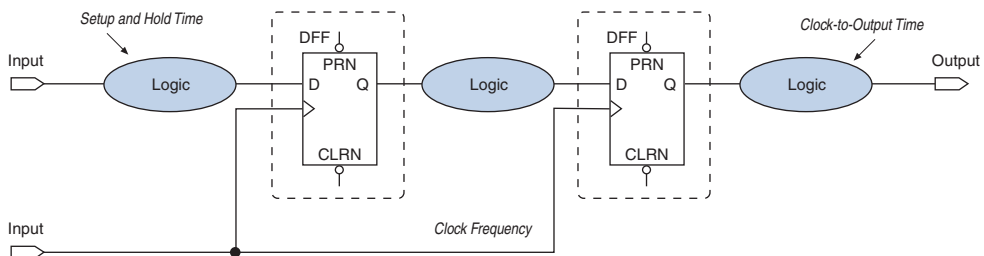 Setup and Hold Time
Clock-to-Output Time
DFF
DFF
Input
PRN
PRN
Output
Logic
D Q
Logic
D Q
Logic
CLRN
CLRN
Input
Clock Frequency